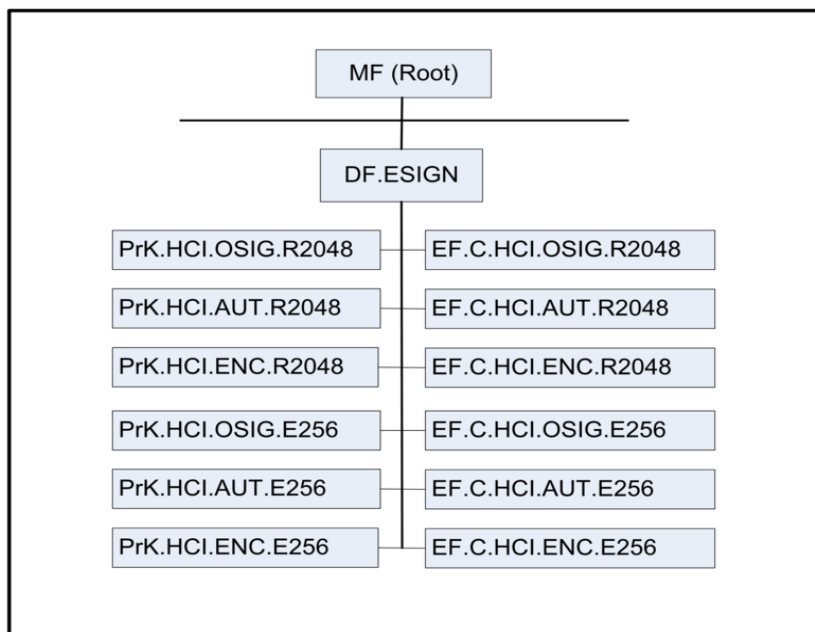 MF (Root)
DF.ESIGN
PrK.HCI.OSIG.R2048
EF.C.HCI.OSIG.R2048
PrK.HCI.AUT.R2048
EF.C.HCI.AUT.R2048
PrK.HCI.ENC.R2048
EF.C.HCI.ENC.R2048
PrK.HCI.OSIG.E256
EF.C.HCI.OSIG.E256
PrK.HCI.AUT.E256
EF.C.HCI.AUT.E256
PrK.HCI.ENC.E256
EF.C.HCI.ENC.E256